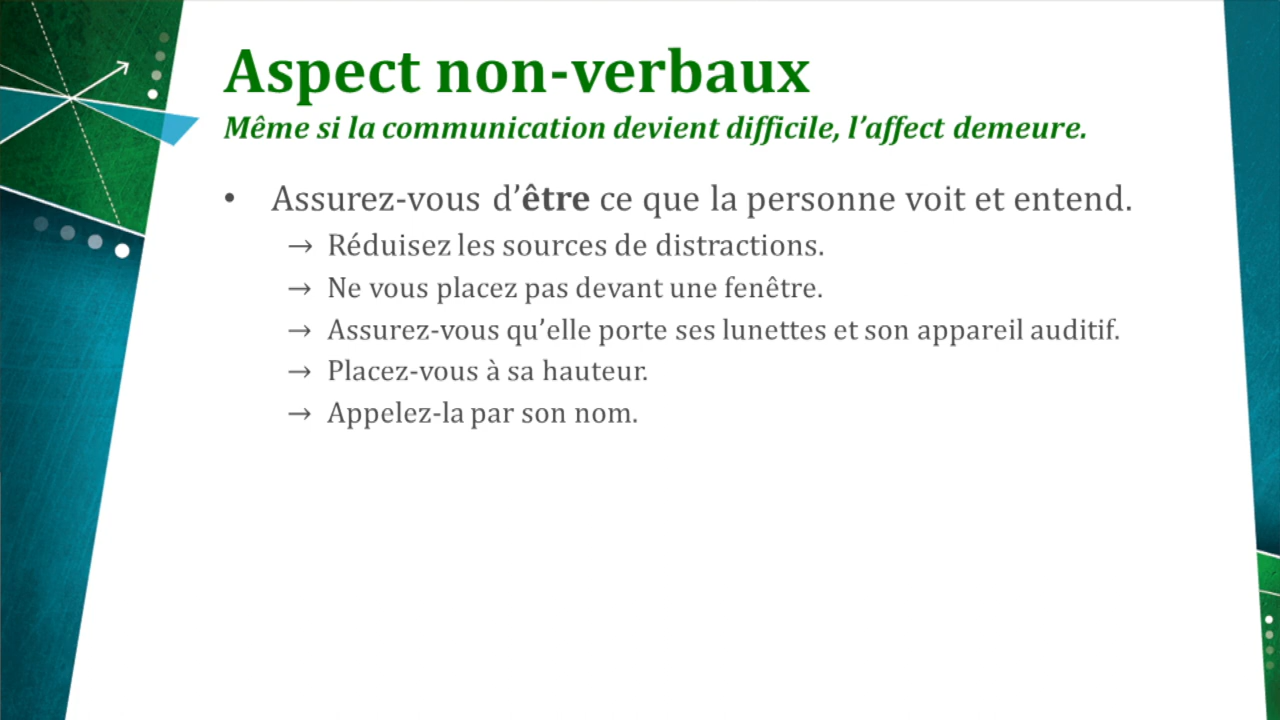 Aspect non-verbaux
Même si la communication devient difficile, l’affect demeure.
• Assurez-vous d’être ce que la personne voit et entend.
→ Réduisez les sources de distractions.
→ Ne vous placez pas devant une fenêtre.
→ Assurez-vous qu’elle porte ses lunettes et son appareil auditif.
→ Placez-vous à sa hauteur.
→ Appelez-la par son nom.